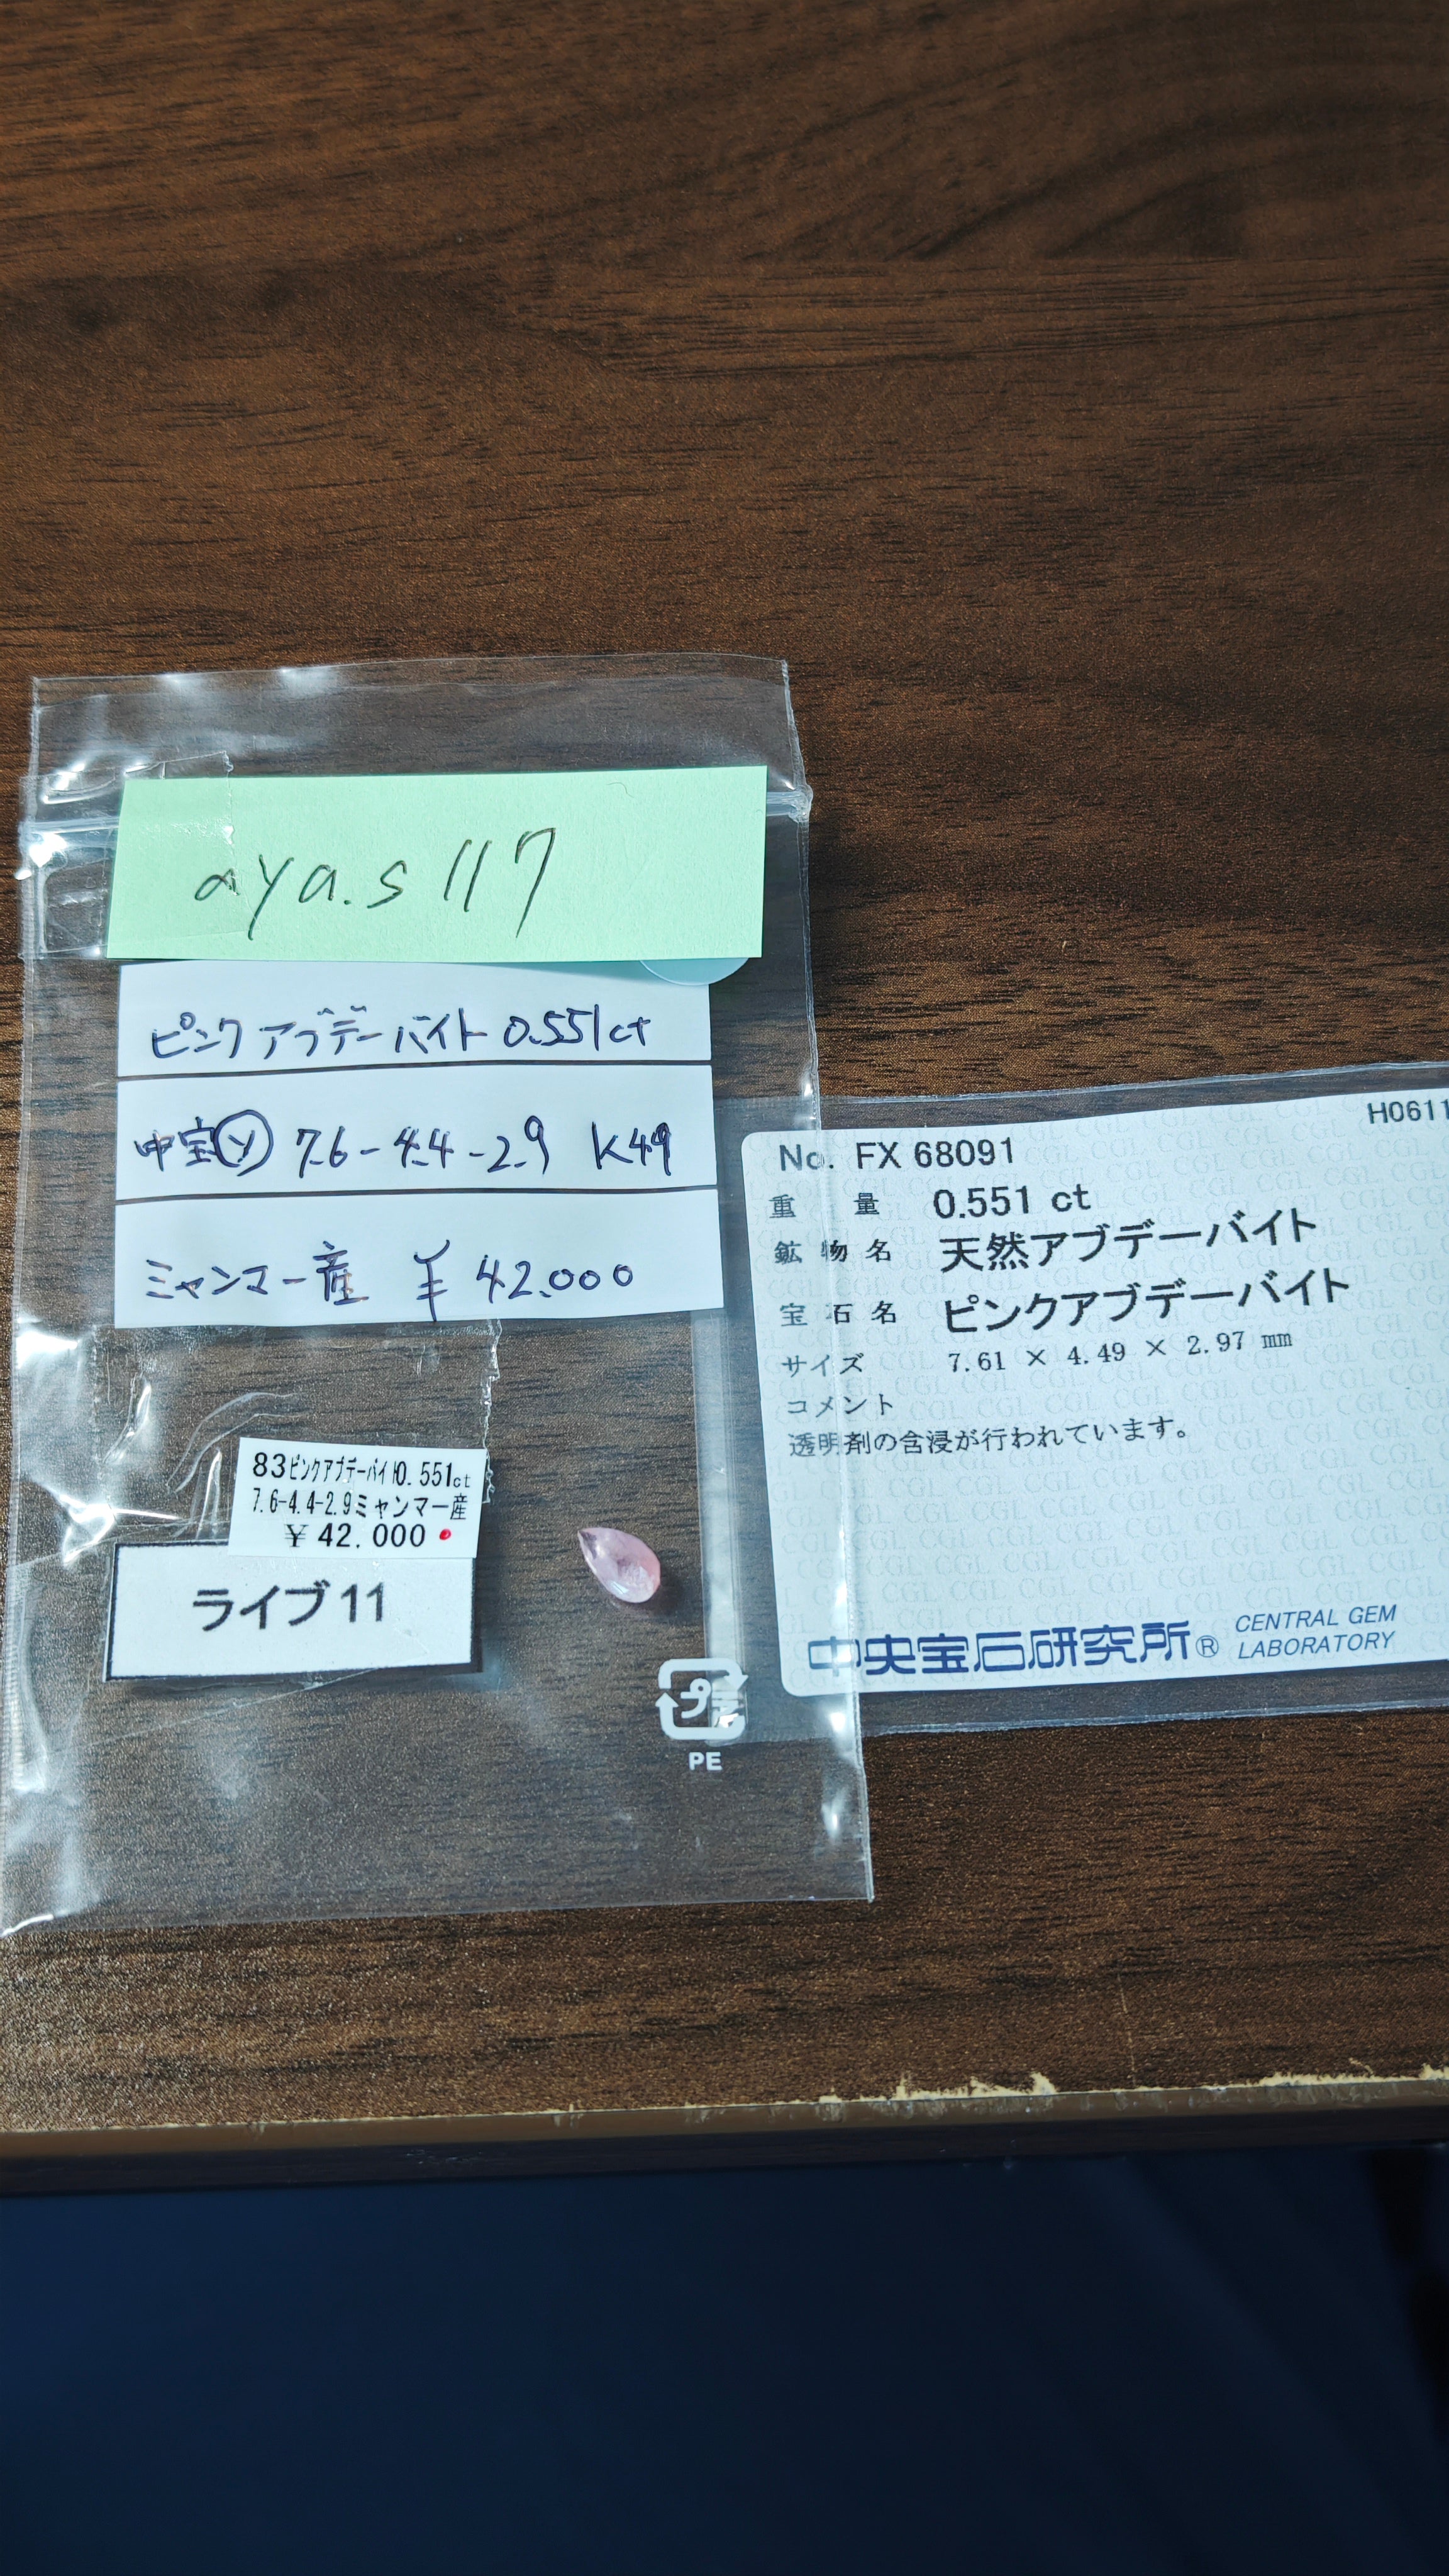 aya.s117
ピンクアブデーバイト 0.551ct
中宝ソ 7.6-4.4-2.9 K49
ミャンマー産 ¥42.000
83ピンクアブデーバイト0.551ct
7.6-4.4-2.9ミャンマー産
¥42.000
ライブ11
プラ
PE
H0611
No. FX 68091
重量 0.551 ct
鉱物名 天然アブデーバイト
宝石名 ピンクアブデーバイト
サイズ 7.61 × 4.49 × 2.97 mm
コメント
透明剤の含浸が行われています。
中央宝石研究所® CENTRAL GEM
LABORATORY